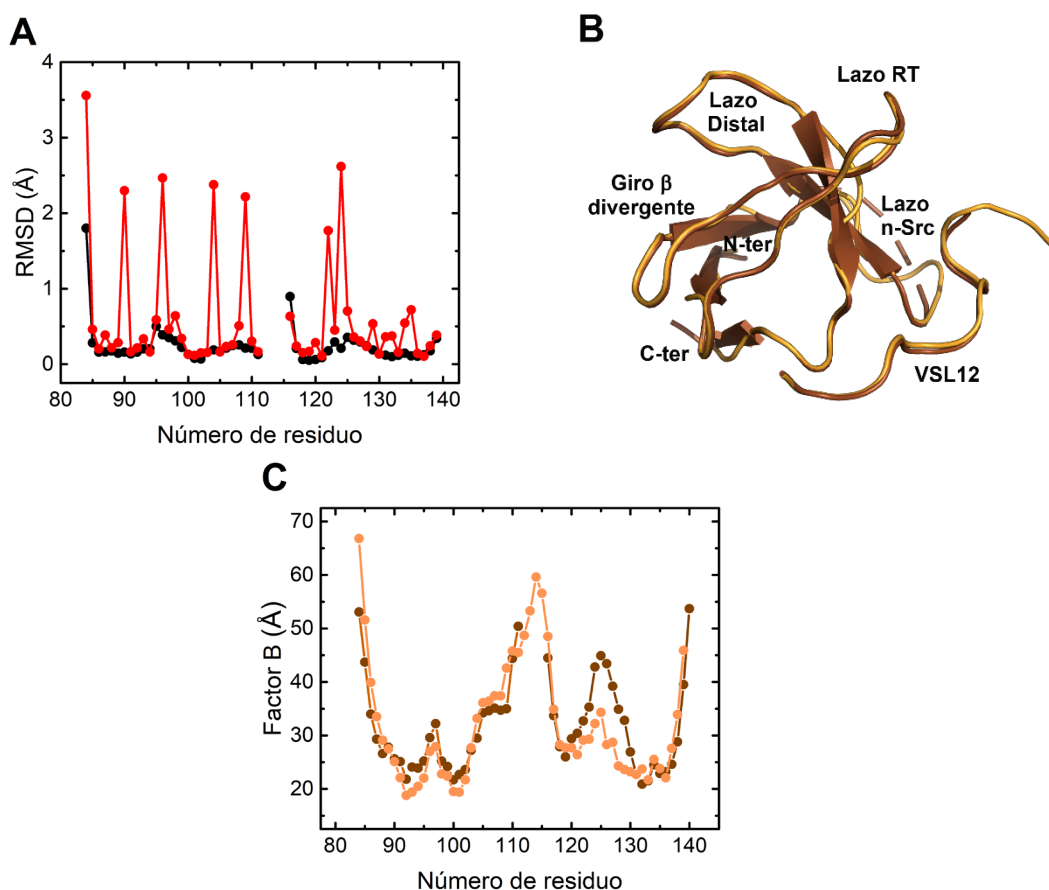 A
RMSD (Å)
4
3
2
1
0
80 90 100 110 120 130 140
Número de residuo
B
Lazo RT
Lazo
Distal
Giro β
divergente
N-ter
Lazo
n-Src
C-ter
VSL12
C
Factor B (Å)
70
60
50
40
30
20
80 90 100 110 120 130 140
Número de residuo